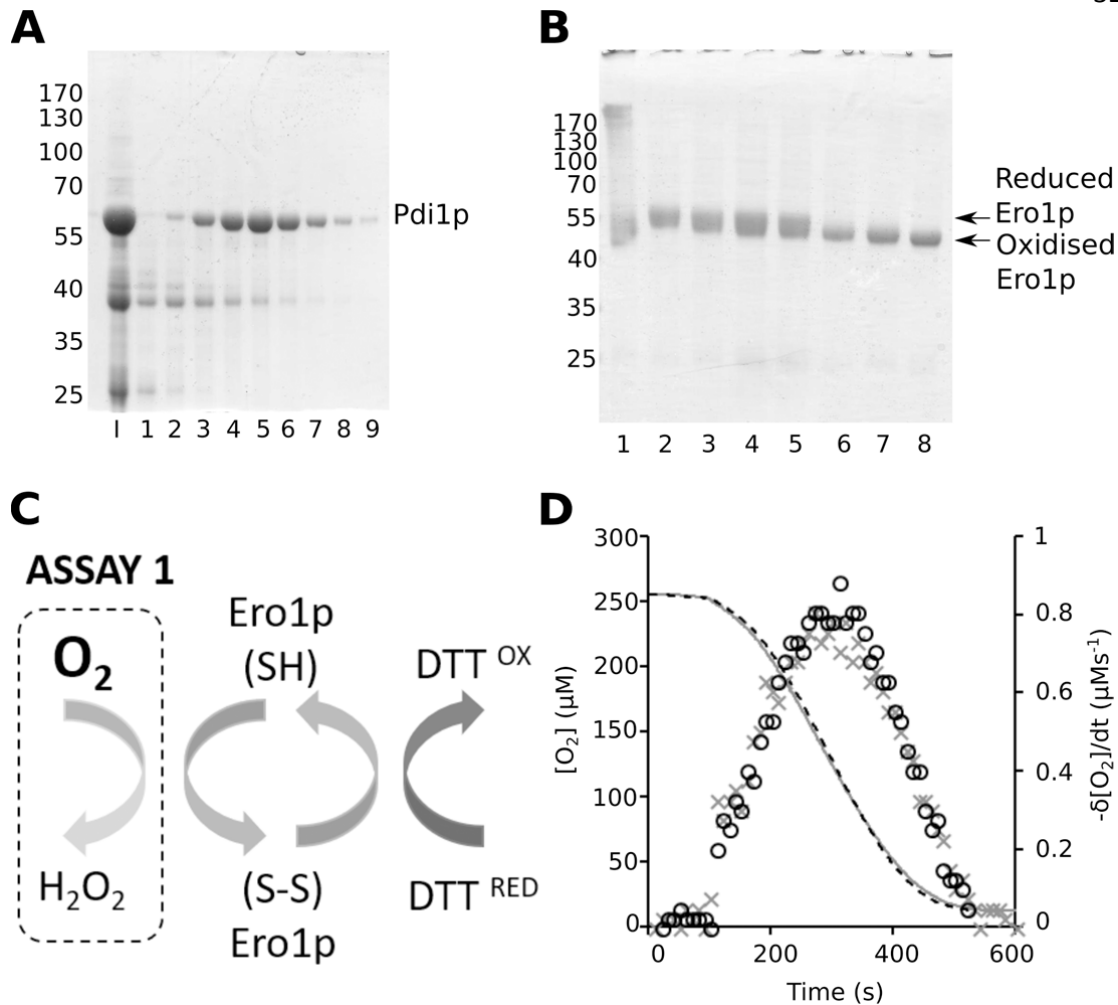 A
170
130
100
70
55
40
35
25
Pdi1p
I 1 2 3 4 5 6 7 8 9
B
170
130
100
70
55
40
35
25
Reduced
Ero1p
Oxidised
Ero1p
1 2 3 4 5 6 7 8
C
ASSAY 1
O₂
H₂O₂
Ero1p
(SH)
(S-S)
Ero1p
DTT OX
DTT RED
D
300
250
200
150
100
50
0
[O₂] (µM)
1
0.8
0.6
0.4
0.2
0
-δ[O₂]/dt (µMs⁻¹)
0 200 400 600
Time (s)